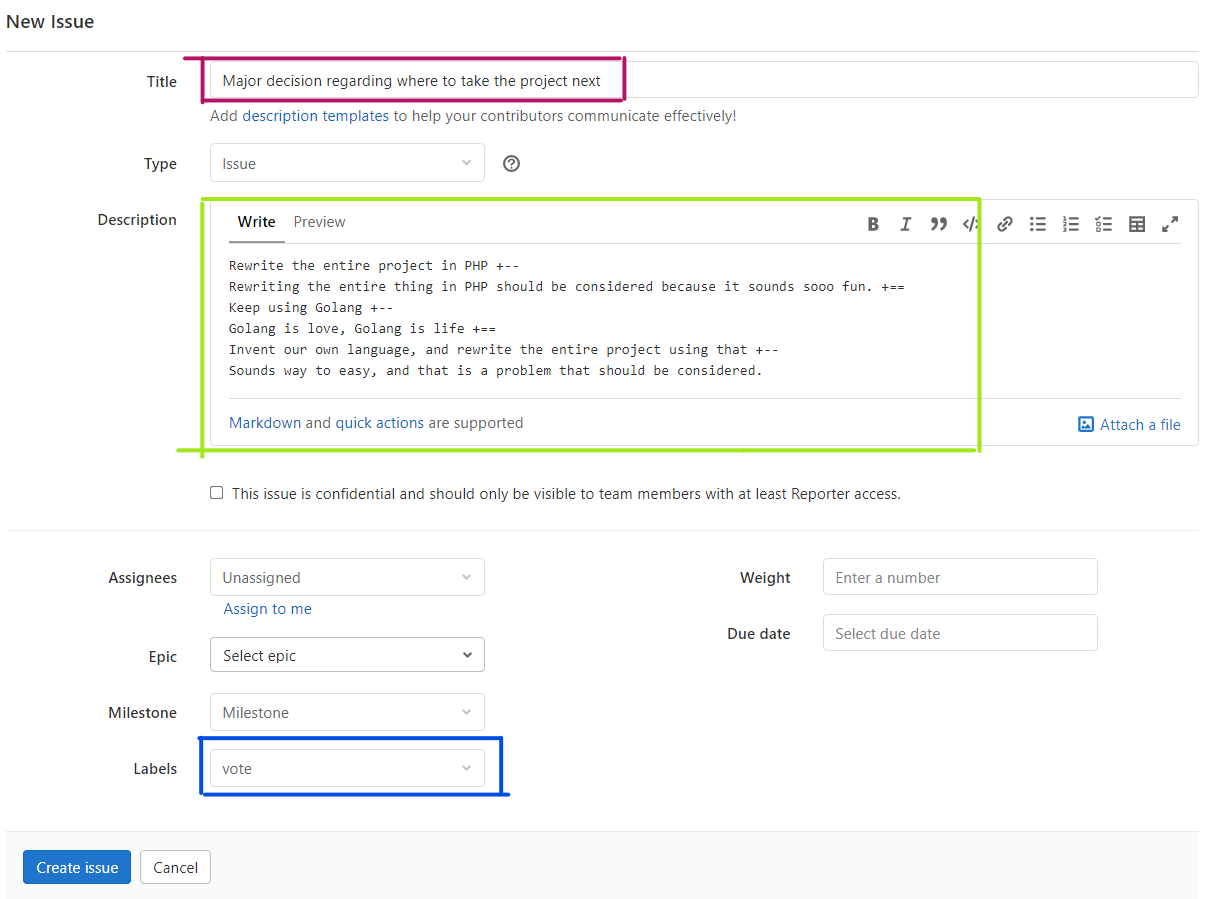 New Issue
Title
Major decision regarding where to take the project next
Add description templates to help your contributors communicate effectively!
Type
Issue
Description
Write Preview
Rewrite the entire project in PHP +--
Rewriting the entire thing in PHP should be considered because it sounds sooo fun. +==
Keep using Golang +--
Golang is love, Golang is life +==
Invent our own language, and rewrite the entire project using that +--
Sounds way to easy, and that is a problem that should be considered.
Markdown and quick actions are supported
Attach a file
This issue is confidential and should only be visible to team members with at least Reporter access.
Assignees
Unassigned
Assign to me
Weight
Enter a number
Due date
Select due date
Epic
Select epic
Milestone
Milestone
Labels
vote
Create issue
Cancel